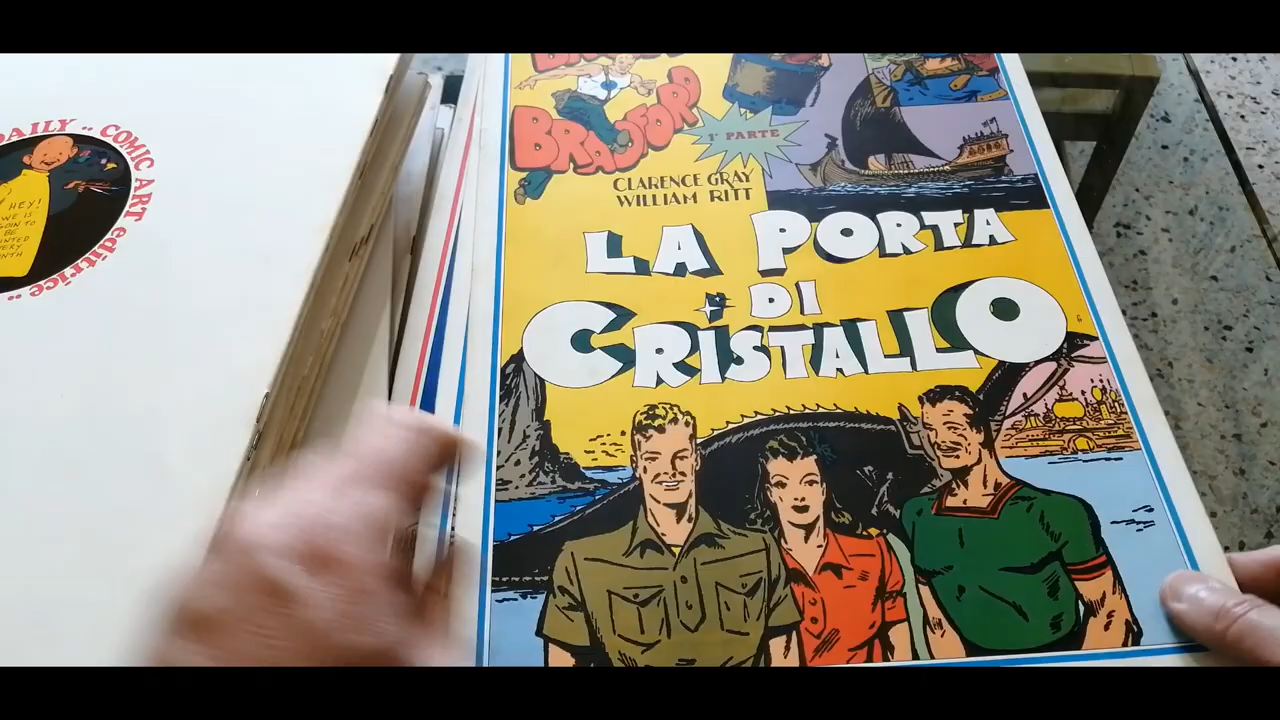 DAILY .. COMIC ART editrice ..
HEY!
WE IS
GOIN TO
BE
BRADFORD
1ª PARTE
CLARENCE GRAY
WILLIAM RITT
LA PORTA
DI
CRISTALLO